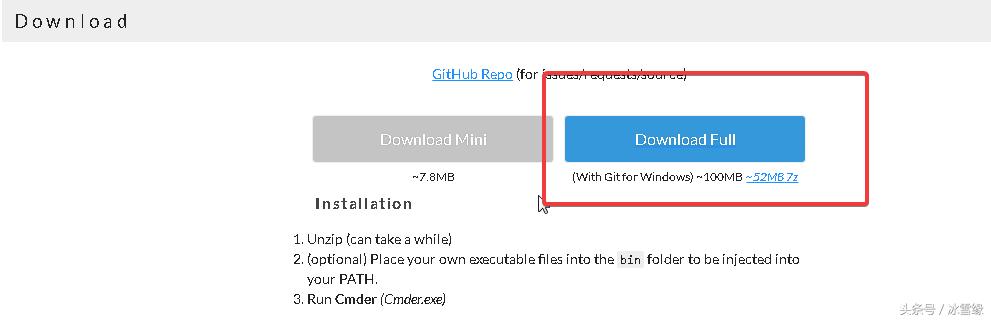 Download
GitHub Repo (for issues/requests/source)
Download Mini
Download Full
~7.8MB
(With Git for Windows) ~100MB ~52MB 7z
Installation
1. Unzip (can take a while)
2. (optional) Place your own executable files into the bin folder to be injected into
your PATH.
3. Run Cmder (Cmder.exe)
头条号 / 冰雪缘